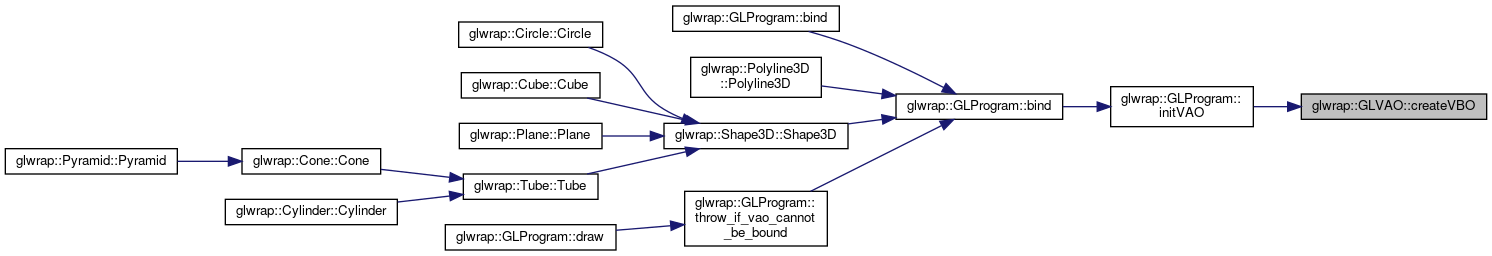 glwrap::GLProgram::bind
glwrap::Circle::Circle
glwrap::Polyline3D
::Polyline3D
glwrap::Cube::Cube
glwrap::GLProgram::bind
glwrap::GLProgram::
initVAO
glwrap::GLVAO::createVBO
glwrap::Plane::Plane
glwrap::Shape3D::Shape3D
glwrap::Pyramid::Pyramid
glwrap::Cone::Cone
glwrap::Tube::Tube
glwrap::Cylinder::Cylinder
glwrap::GLProgram::
throw_if_vao_cannot
_be_bound
glwrap::GLProgram::draw